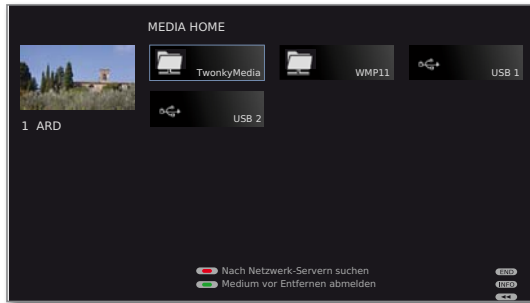 MEDIA HOME
TwonkyMedia
WMP11
USB 1
USB 2
1 ARD
Nach Netzwerk-Servern suchen
Medium vor Entfernen abmelden
END
INFO